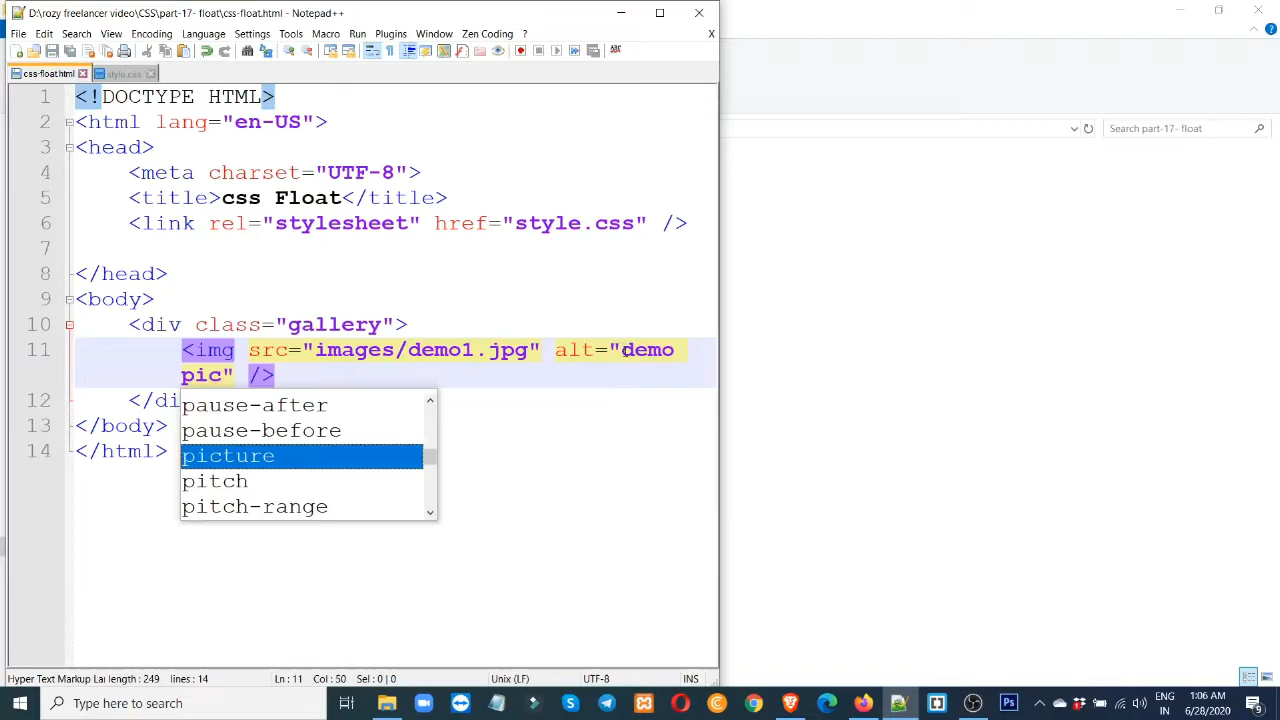 D:\rozy freelancer video\CSS\part-17- float\css-float.html - Notepad++
File Edit Search View Encoding Language Settings Tools Macro Run Plugins Window Zen Coding ? X
css-float.html style.css
Search part-17- float
1 <!DOCTYPE HTML>
2 <html lang="en-US">
3 <head>
4 <meta charset="UTF-8">
5 <title>css Float</title>
6 <link rel="stylesheet" href="style.css" />
7
8 </head>
9 <body>
10 <div class="gallery">
11 <img src="images/demo1.jpg" alt="demo
pic" />
12 </di
13 </body>
14 </html>
pause-after
pause-before
picture
pitch
pitch-range
Hyper Text Markup Lan length : 249 lines : 14 Ln : 11 Col : 50 Sel : 0 | 0 Unix (LF) UTF-8 INS
Type here to search
ENG
IN
1:06 AM
6/28/2020